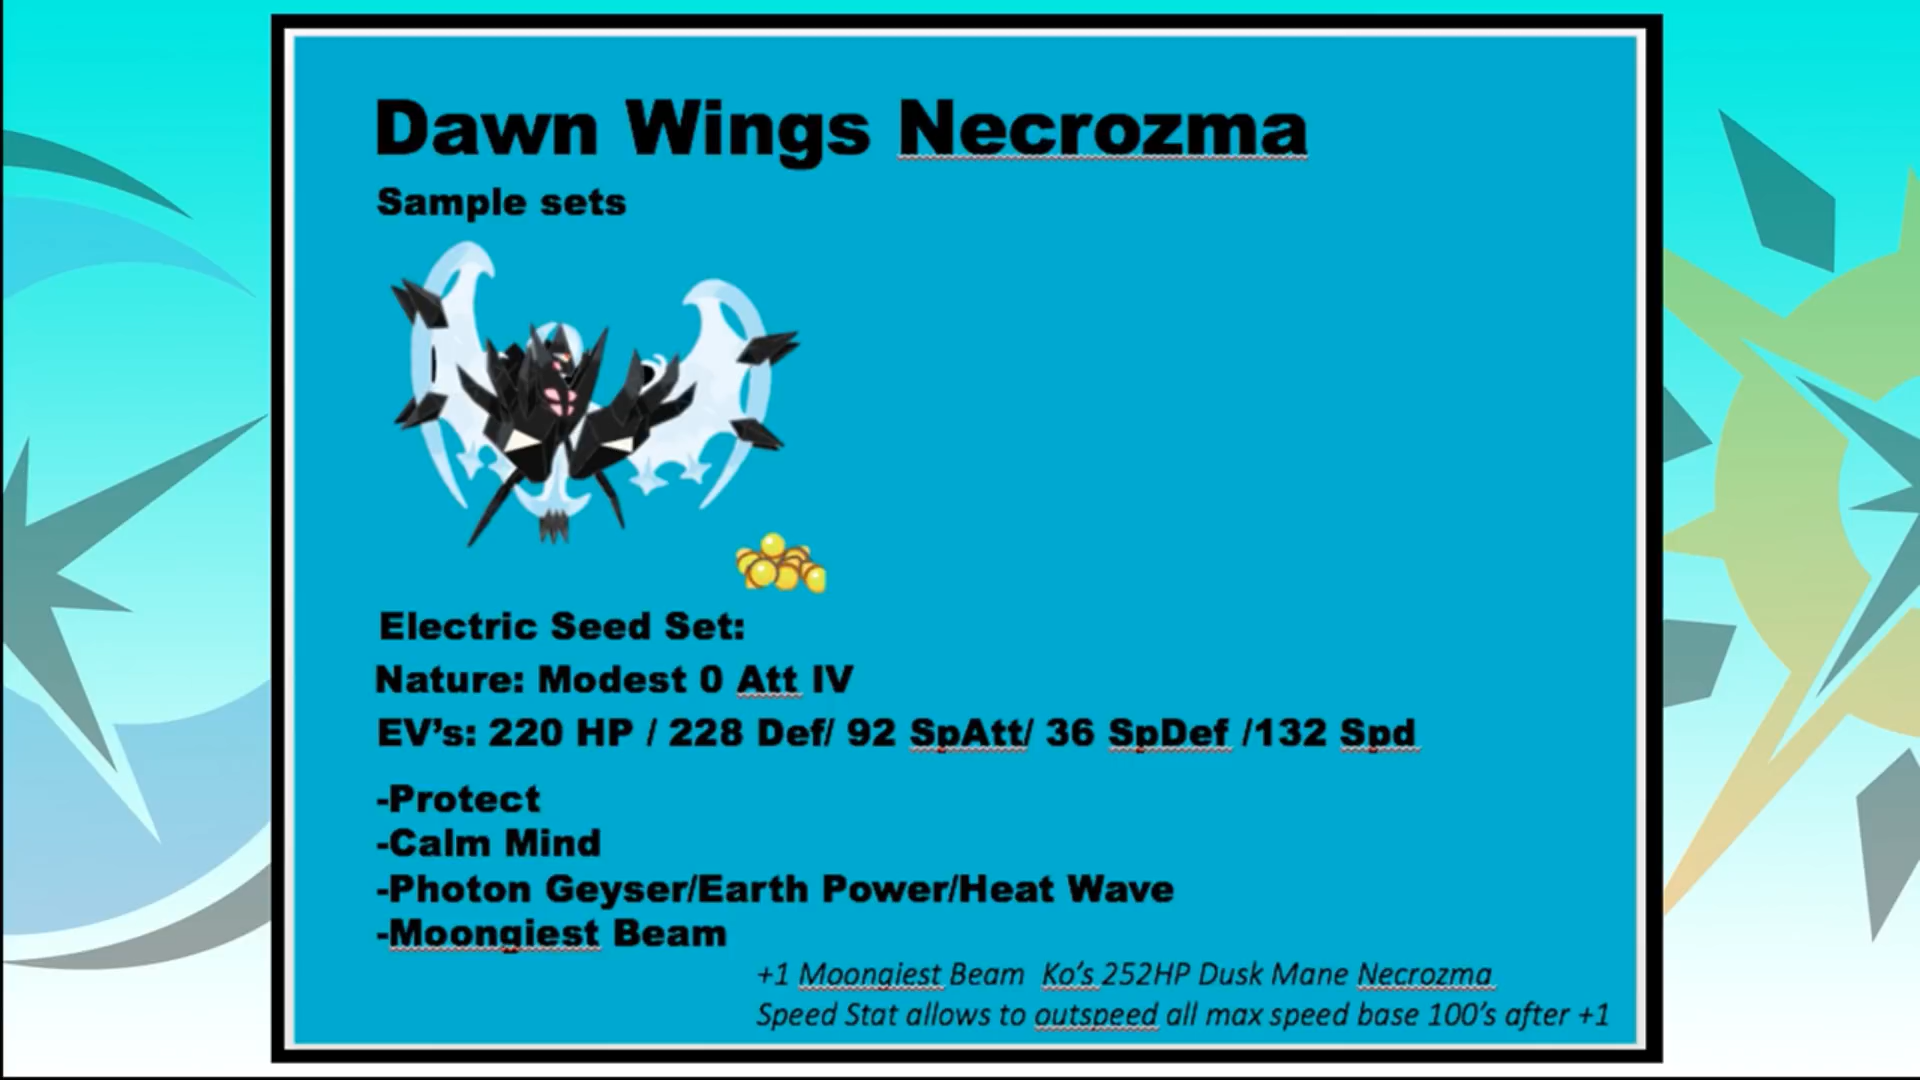 Dawn Wings Necrozma
Sample sets
Electric Seed Set:
Nature: Modest 0 Att IV
EV's: 220 HP / 228 Def/ 92 SpAtt/ 36 SpDef /132 Spd
-Protect
-Calm Mind
-Photon Geyser/Earth Power/Heat Wave
-Moongiest Beam
+1 Moongiest Beam Ko's 252HP Dusk Mane Necrozma
Speed Stat allows to outspeed all max speed base 100's after +1